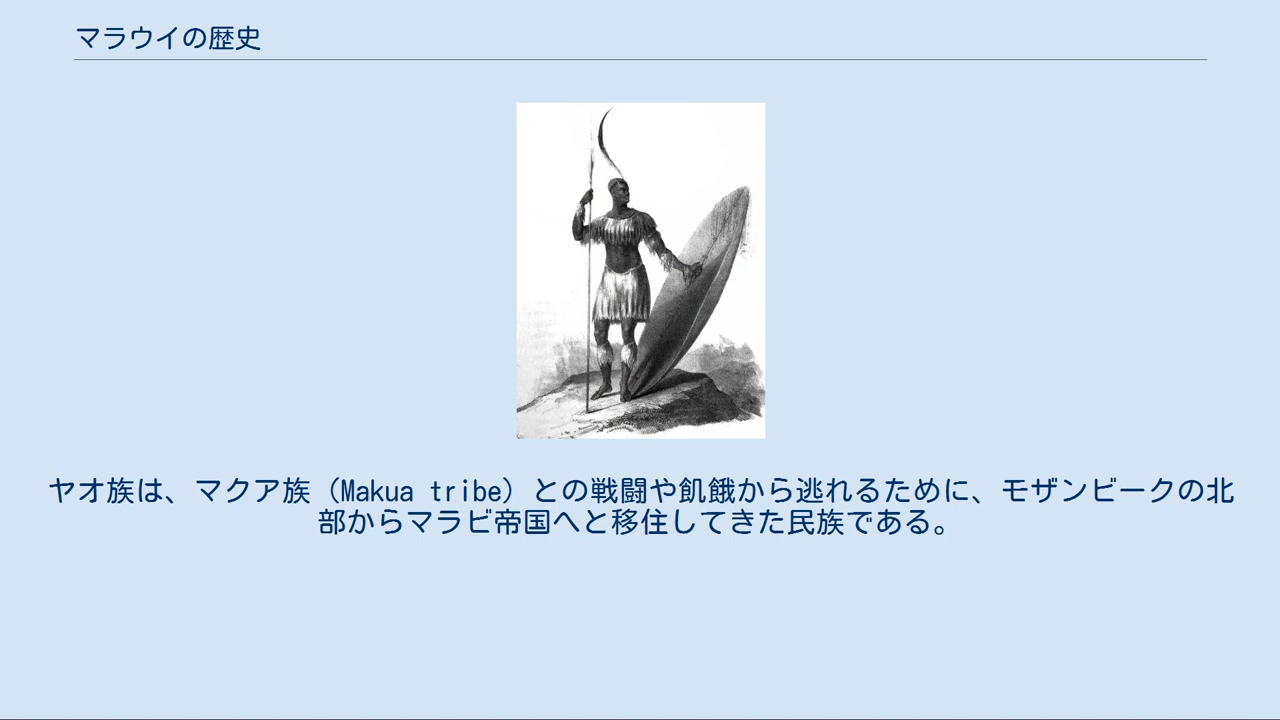 マラウイの歴史
ヤオ族は、マクア族（Makua tribe）との戦闘や飢餓から逃れるために、モザンビークの北
部からマラビ帝国へと移住してきた民族である。